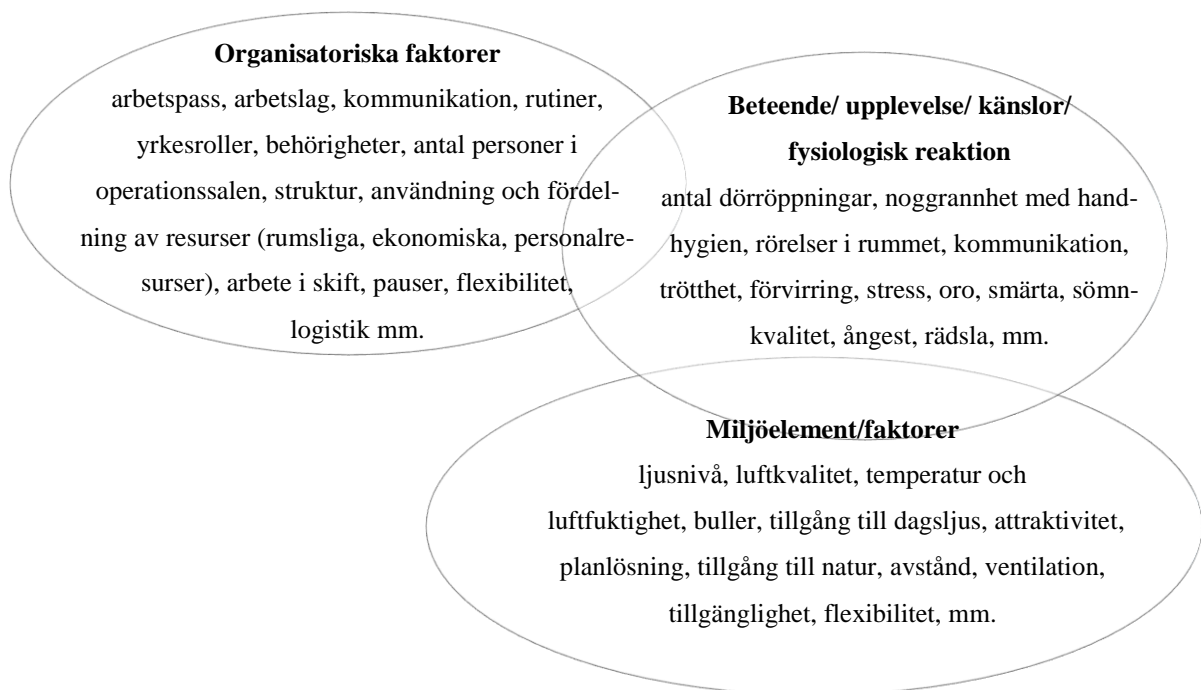 Organisatoriska faktorer
arbetspass, arbetslag, kommunikation, rutiner,
yrkesroller, behörigheter, antal personer i
operationssalen, struktur, användning och fördel-
ning av resurser (rumsliga, ekonomiska, personalre-
surser), arbete i skift, pauser, flexibilitet,
logistik mm.
Beteende/ upplevelse/ känslor/
fysiologisk reaktion
antal dörröppningar, noggrannhet med hand-
hygien, rörelser i rummet, kommunikation,
trötthet, förvirring, stress, oro, smärta, sömn-
kvalitet, ångest, rädsla, mm.
Miljöelement/faktorer
ljusnivå, luftkvalitet, temperatur och
luftfuktighet, buller, tillgång till dagsljus, attraktivitet,
planlösning, tillgång till natur, avstånd, ventilation,
tillgänglighet, flexibilitet, mm.